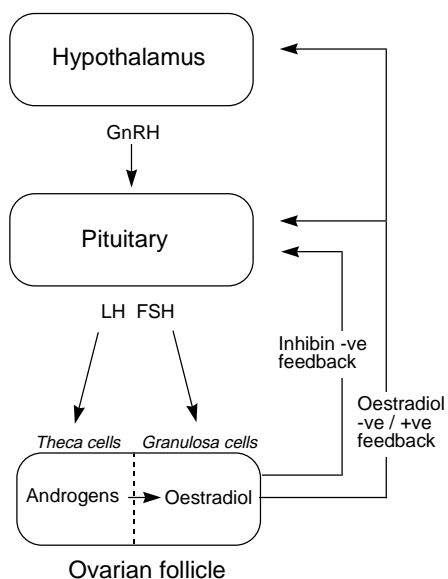 Hypothalamus
GnRH
Pituitary
LH FSH
Inhibin -ve
feedback
Oestradiol
-ve / +ve
feedback
Theca cells
Granulosa cells
Androgens
Oestradiol
Ovarian follicle